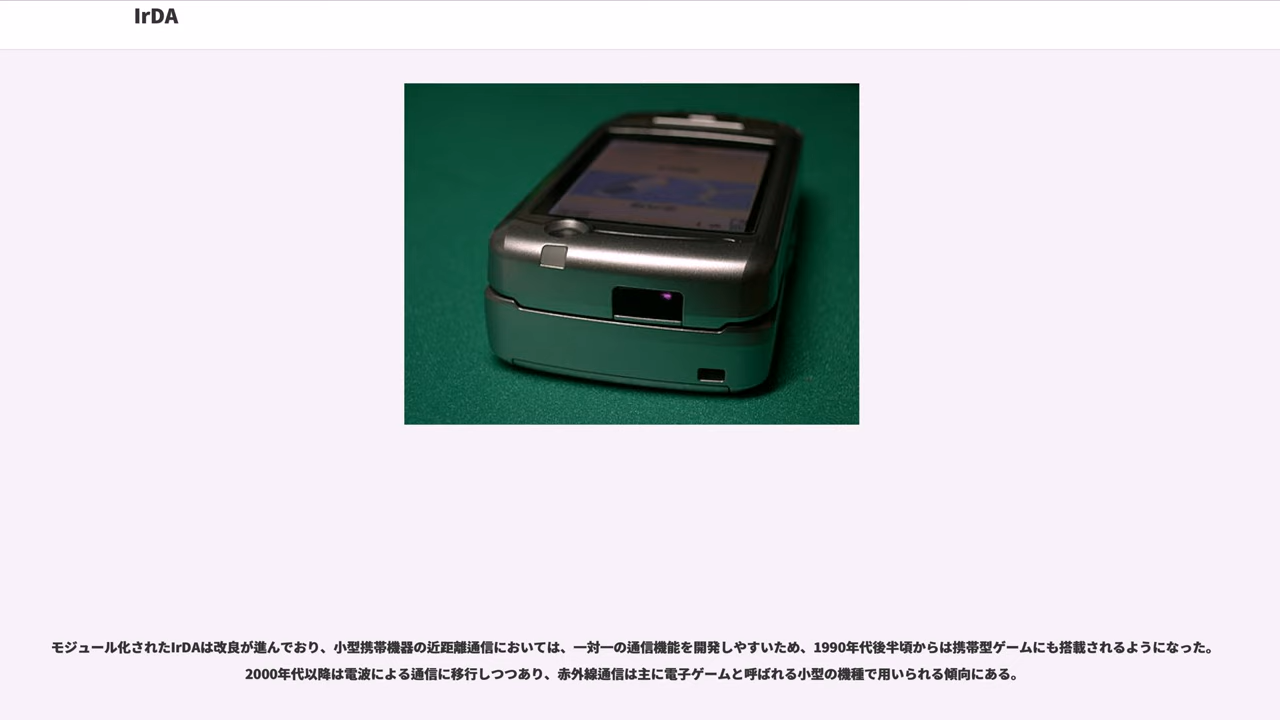 IrDA
モジュール化されたIrDAは改良が進んでおり、小型携帯機器の近距離通信においては、一対一の通信機能を開発しやすいため、1990年代後半頃からは携帯型ゲームにも搭載されるようになった。
2000年代以降は電波による通信に移行しつつあり、赤外線通信は主に電子ゲームと呼ばれる小型の機種で用いられる傾向にある。